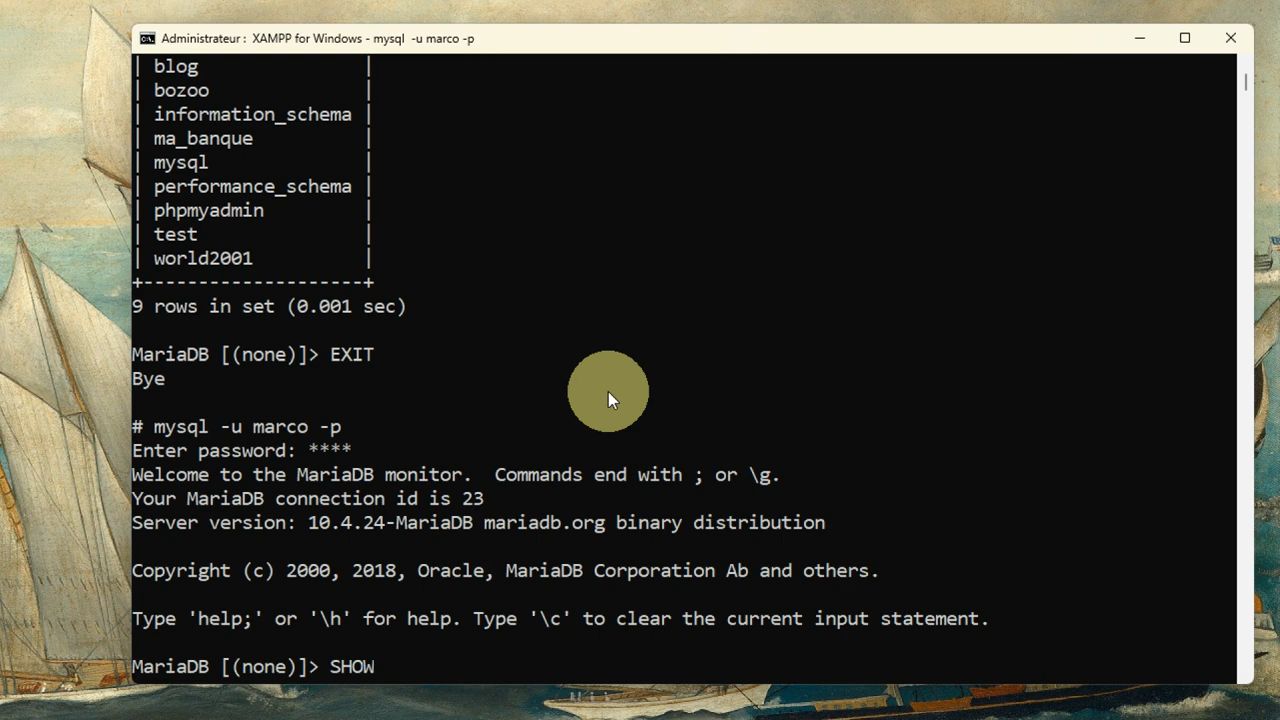 Administrateur : XAMPP for Windows - mysql -u marco -p
| blog |
| bozoo |
| information_schema |
| ma_banque |
| mysql |
| performance_schema |
| phpmyadmin |
| test |
| world2001 |
+--------------------+
9 rows in set (0.001 sec)
MariaDB [(none)]> EXIT
Bye
# mysql -u marco -p
Enter password: ****
Welcome to the MariaDB monitor.  Commands end with ; or \g.
Your MariaDB connection id is 23
Server version: 10.4.24-MariaDB mariadb.org binary distribution
Copyright (c) 2000, 2018, Oracle, MariaDB Corporation Ab and others.
Type 'help;' or '\h' for help. Type '\c' to clear the current input statement.
MariaDB [(none)]> SHOW